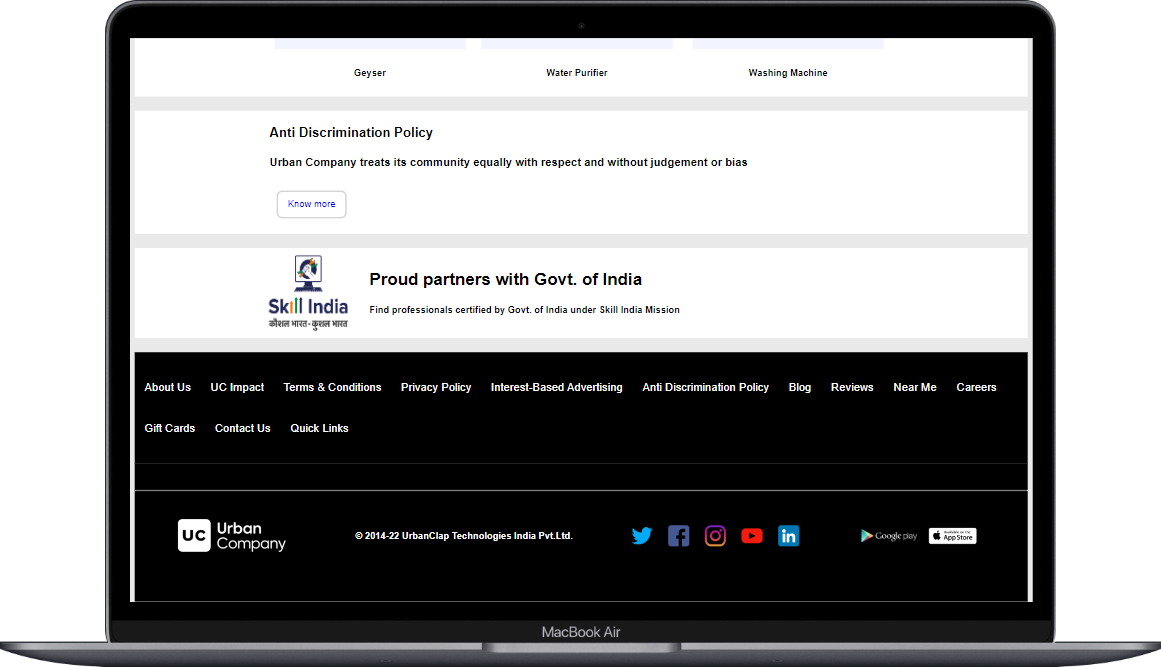 Geyser Water Purifier Washing Machine
Anti Discrimination Policy
Urban Company treats its community equally with respect and without judgement or bias
Know more
Skill India
कौशल भारत - कुशल भारत
Proud partners with Govt. of India
Find professionals certified by Govt. of India under Skill India Mission
About Us UC Impact Terms & Conditions Privacy Policy Interest-Based Advertising Anti Discrimination Policy Blog Reviews Near Me Careers
Gift Cards Contact Us Quick Links
UC Urban
Company
© 2014-22 UrbanClap Technologies India Pvt.Ltd.
in
Google play
Available on the
App Store
MacBook Air